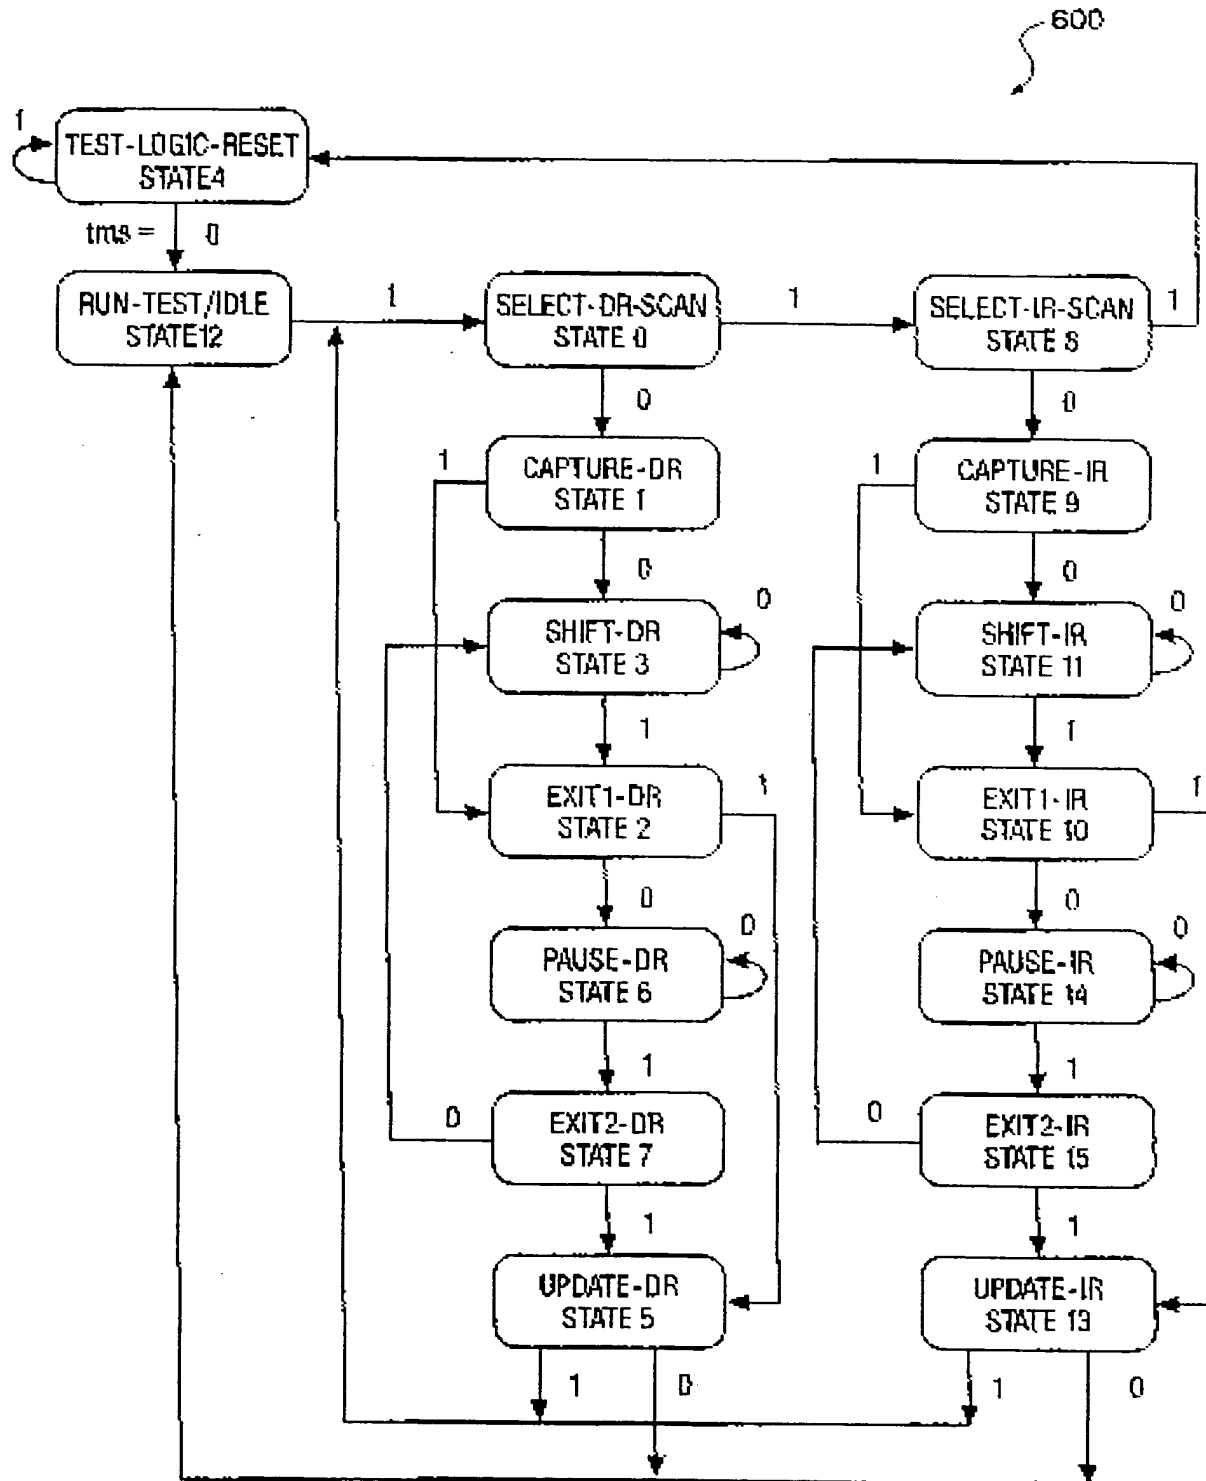 600
1
TEST-LOGIC-RESET
STATE4
tms =
0
RUN-TEST/IDLE
STATE12
1
SELECT-DR-SCAN
STATE 0
1
SELECT-IR-SCAN
STATE 8
1
0
0
1
CAPTURE-DR
STATE 1
1
CAPTURE-IR
STATE 9
0
0
SHIFT-DR
STATE 3
0
SHIFT-IR
STATE 11
0
1
1
EXIT1-DR
STATE 2
1
EXIT1-IR
STATE 10
1
0
0
PAUSE-DR
STATE 6
0
PAUSE-IR
STATE 14
0
1
1
0
EXIT2-DR
STATE 7
0
EXIT2-IR
STATE 15
1
1
UPDATE-DR
STATE 5
UPDATE-IR
STATE 13
1
0
1
0